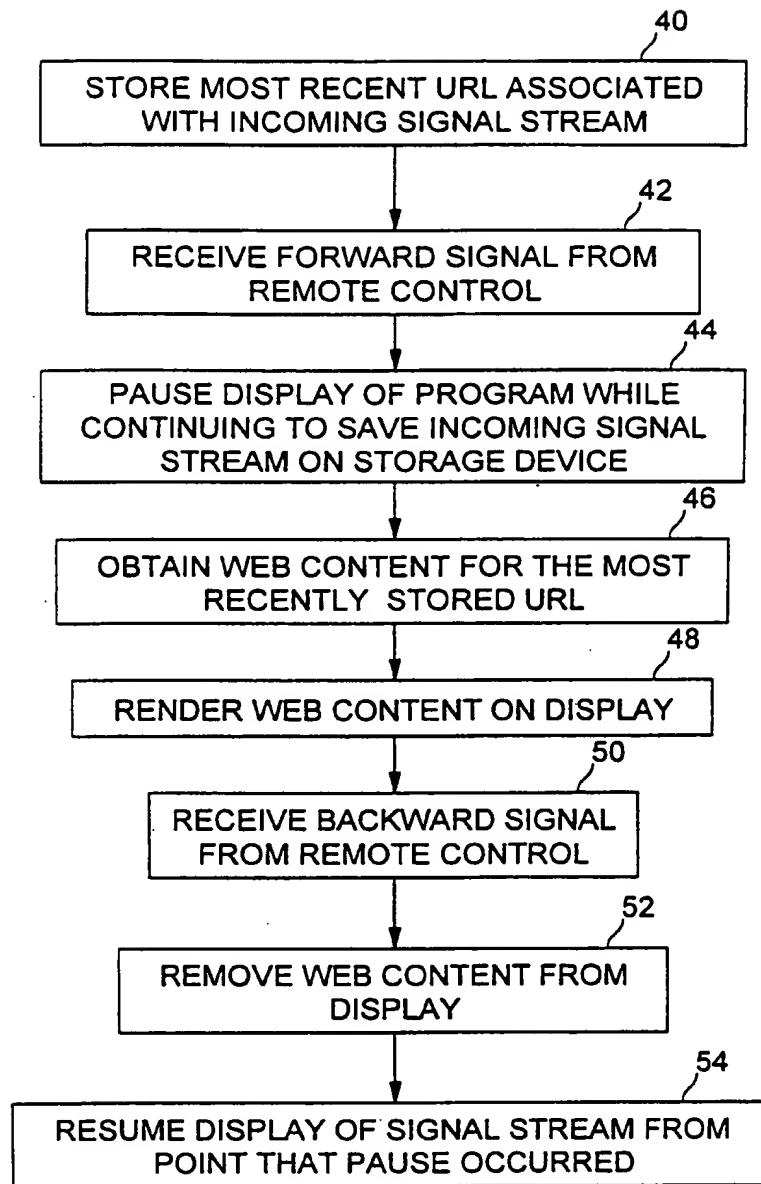 40
STORE MOST RECENT URL ASSOCIATED
WITH INCOMING SIGNAL STREAM
42
RECEIVE FORWARD SIGNAL FROM
REMOTE CONTROL
44
PAUSE DISPLAY OF PROGRAM WHILE
CONTINUING TO SAVE INCOMING SIGNAL
STREAM ON STORAGE DEVICE
46
OBTAIN WEB CONTENT FOR THE MOST
RECENTLY STORED URL
48
RENDER WEB CONTENT ON DISPLAY
50
RECEIVE BACKWARD SIGNAL
FROM REMOTE CONTROL
52
REMOVE WEB CONTENT FROM
DISPLAY
54
RESUME DISPLAY OF SIGNAL STREAM FROM
POINT THAT PAUSE OCCURRED